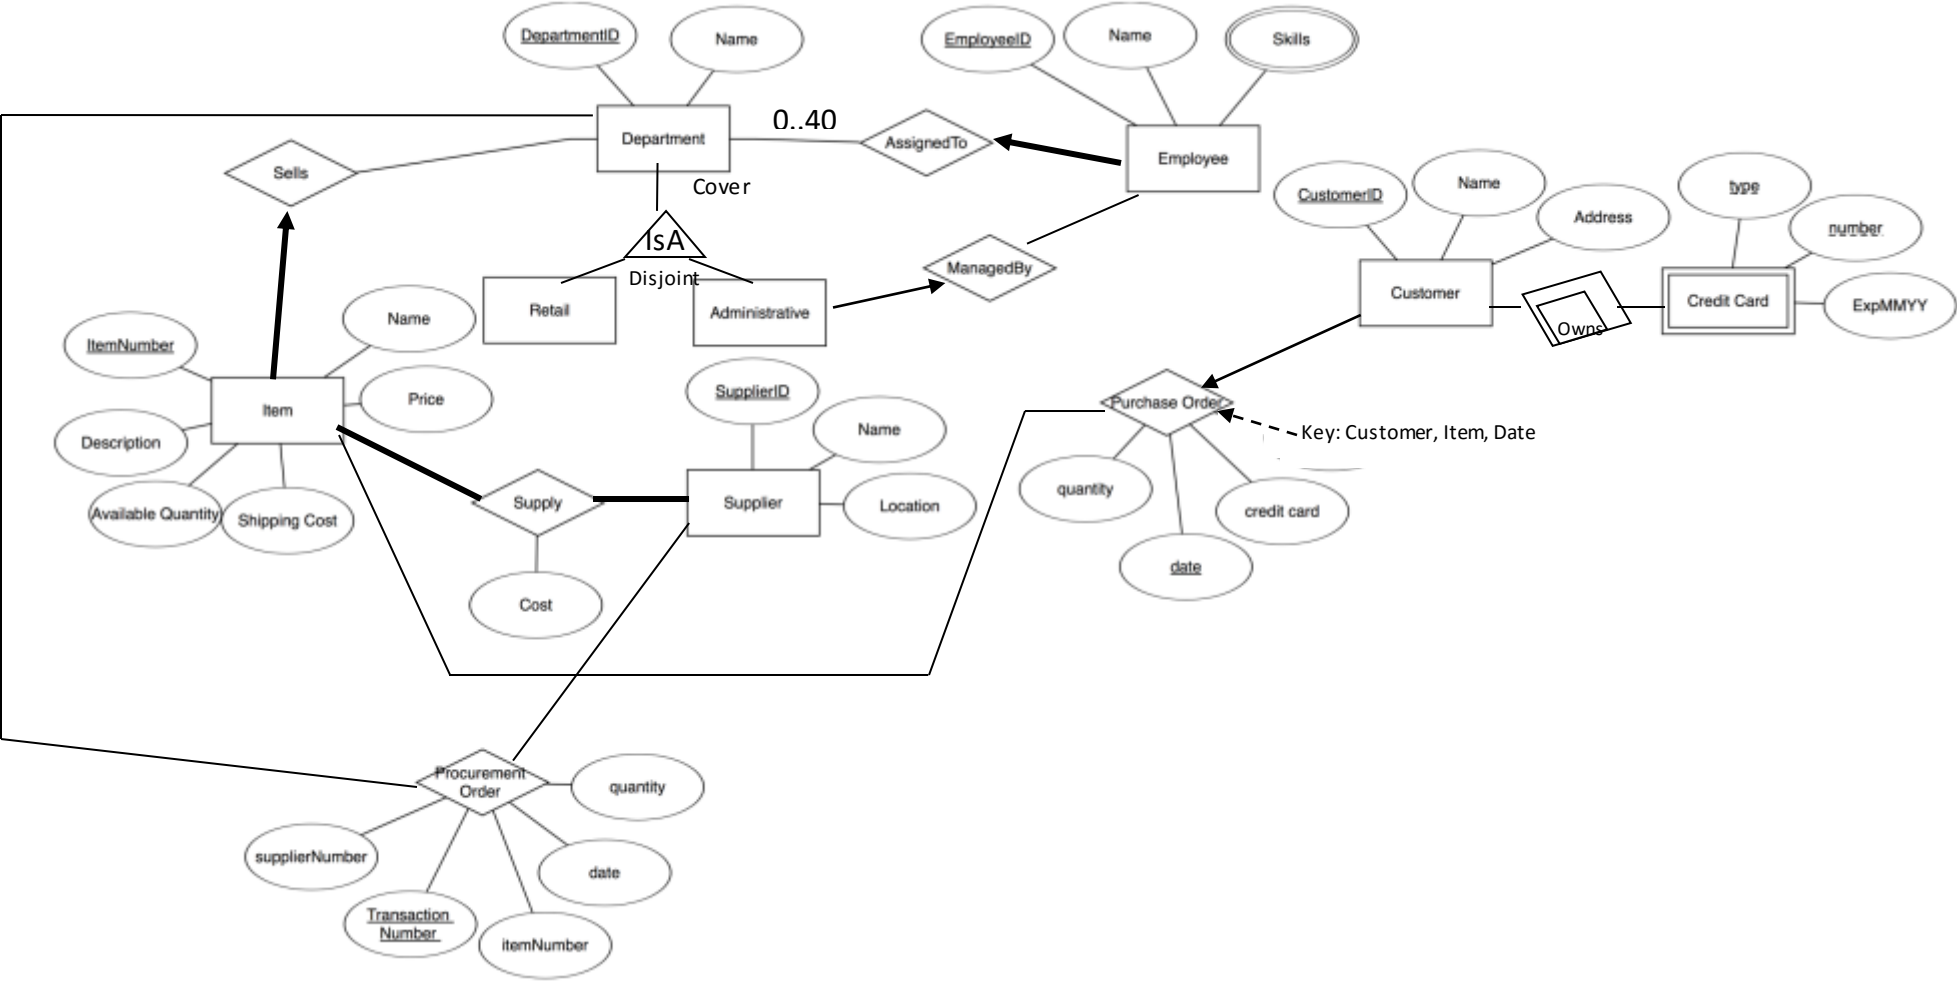 DepartmentID
Name
EmployeeID
Name
Skills
Department
0..40
AssignedTo
Employee
Sells
Cover
IsA
Disjoint
ManagedBy
CustomerID
Name
Address
type
number
Retail
Administrative
Customer
Owns
Credit Card
ExpMMYY
ItemNumber
Name
Item
Price
Description
Available Quantity
Shipping Cost
SupplierID
Name
Supply
Supplier
Location
Cost
Purchase Order
Key: Customer, Item, Date
quantity
credit card
date
Procurement
Order
quantity
supplierNumber
date
Transaction
Number
itemNumber